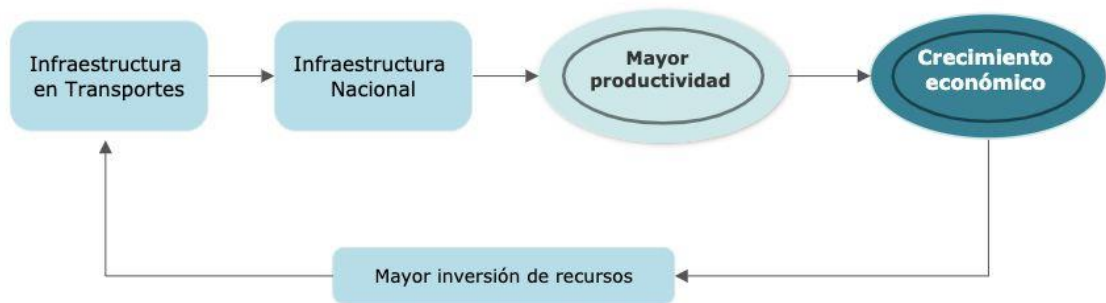 Infraestructura
en Transportes
Infraestructura
Nacional
Mayor
productividad
Crecimiento
económico
Mayor inversión de recursos